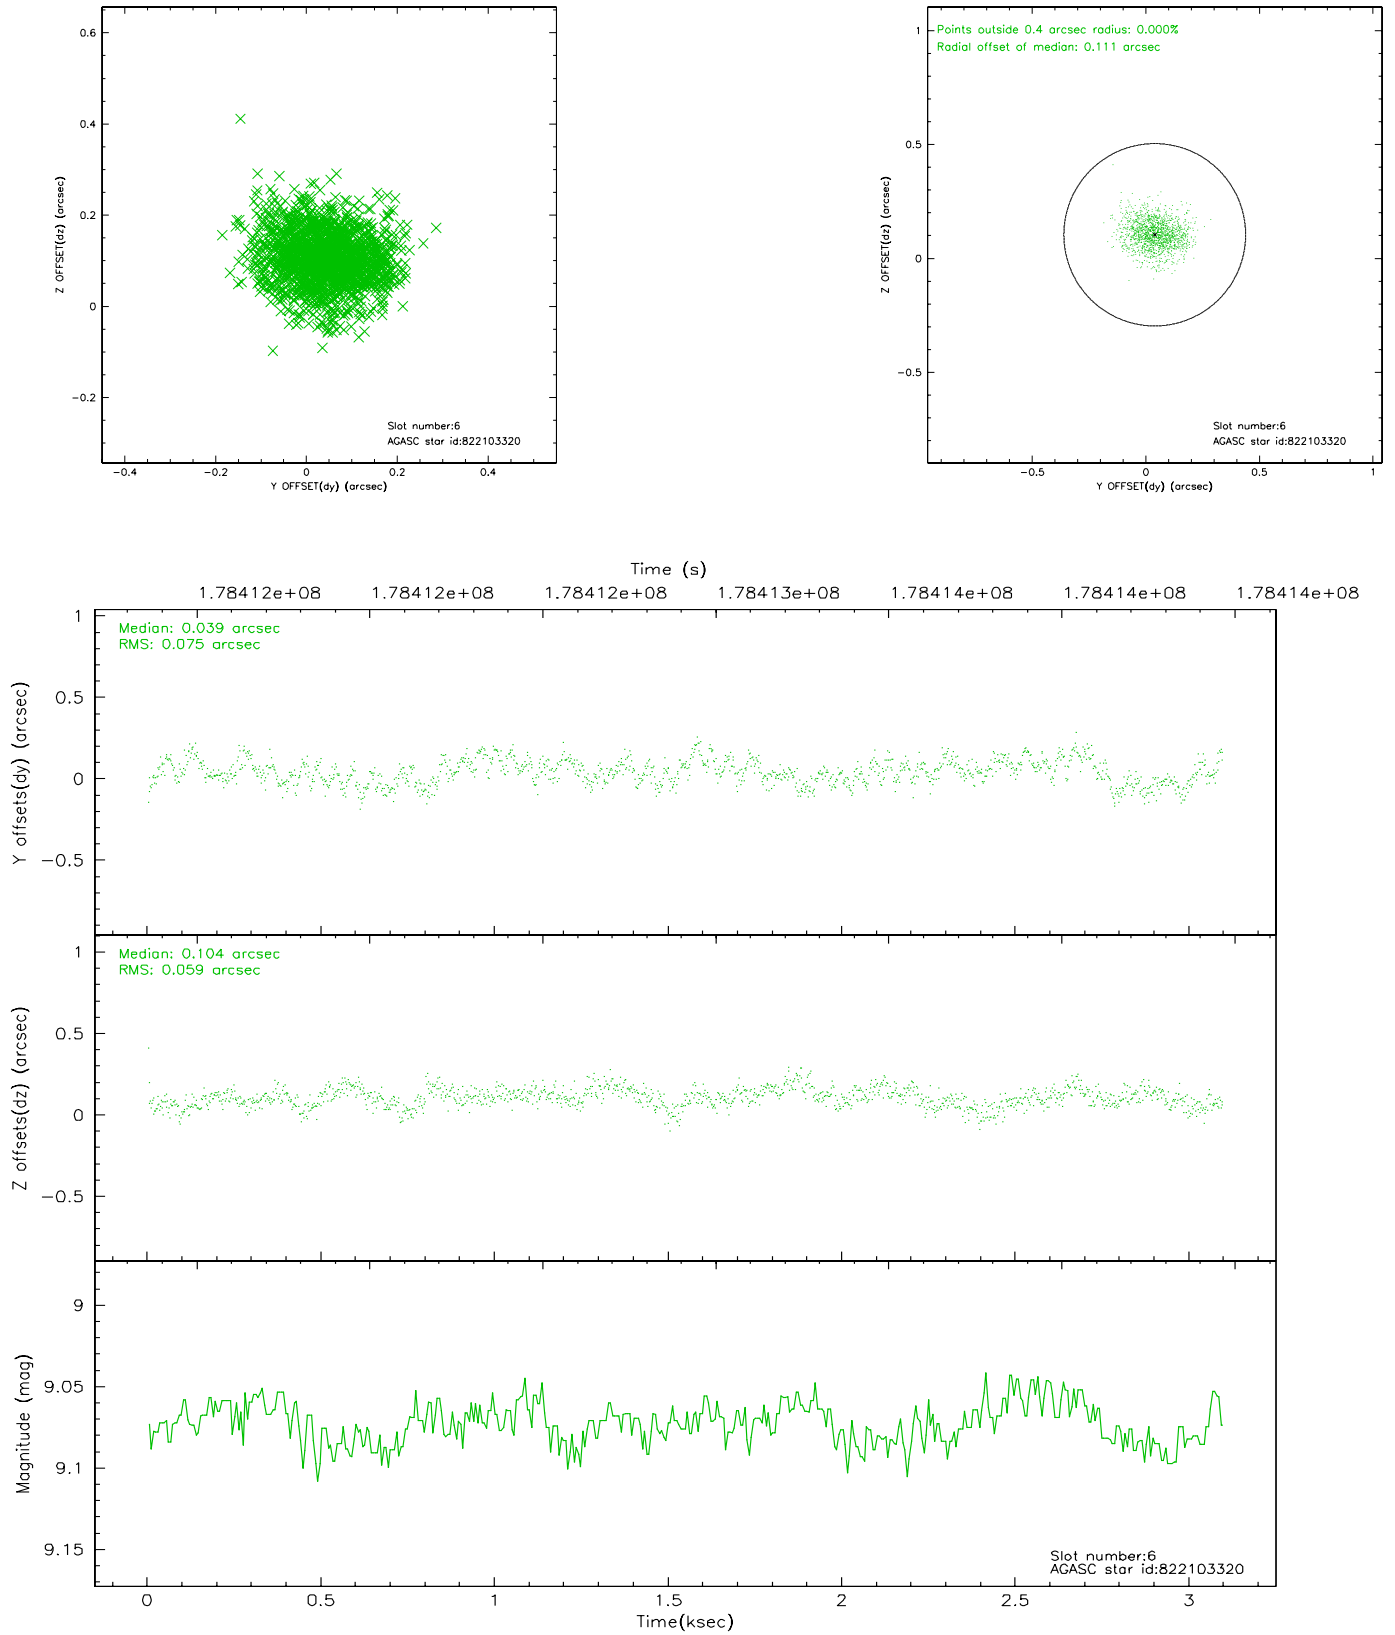 0.6
0.4
0.2
0
−0.2
Z OFFSET(dz) (arcsec)
Slot number:6
AGASC star id:822103320
−0.4 −0.2 0 0.2 0.4
Y OFFSET(dy) (arcsec)
Points outside 0.4 arcsec radius: 0.000%
Radial offset of median: 0.111 arcsec
1
0.5
0
−0.5
Z OFFSET(dz) (arcsec)
Slot number:6
AGASC star id:822103320
−0.5 0 0.5 1
Y OFFSET(dy) (arcsec)
Time (s)
1.78412e+08 1.78412e+08 1.78412e+08 1.78413e+08 1.78414e+08 1.78414e+08 1.78414e+08
Median: 0.039 arcsec
RMS: 0.075 arcsec
1
0.5
0
−0.5
Y offsets(dy) (arcsec)
Median: 0.104 arcsec
RMS: 0.059 arcsec
1
0.5
0
−0.5
Z offsets(dz) (arcsec)
9
9.05
9.1
9.15
Magnitude (mag)
Slot number:6
AGASC star id:822103320
0 0.5 1 1.5 2 2.5 3
Time(ksec)